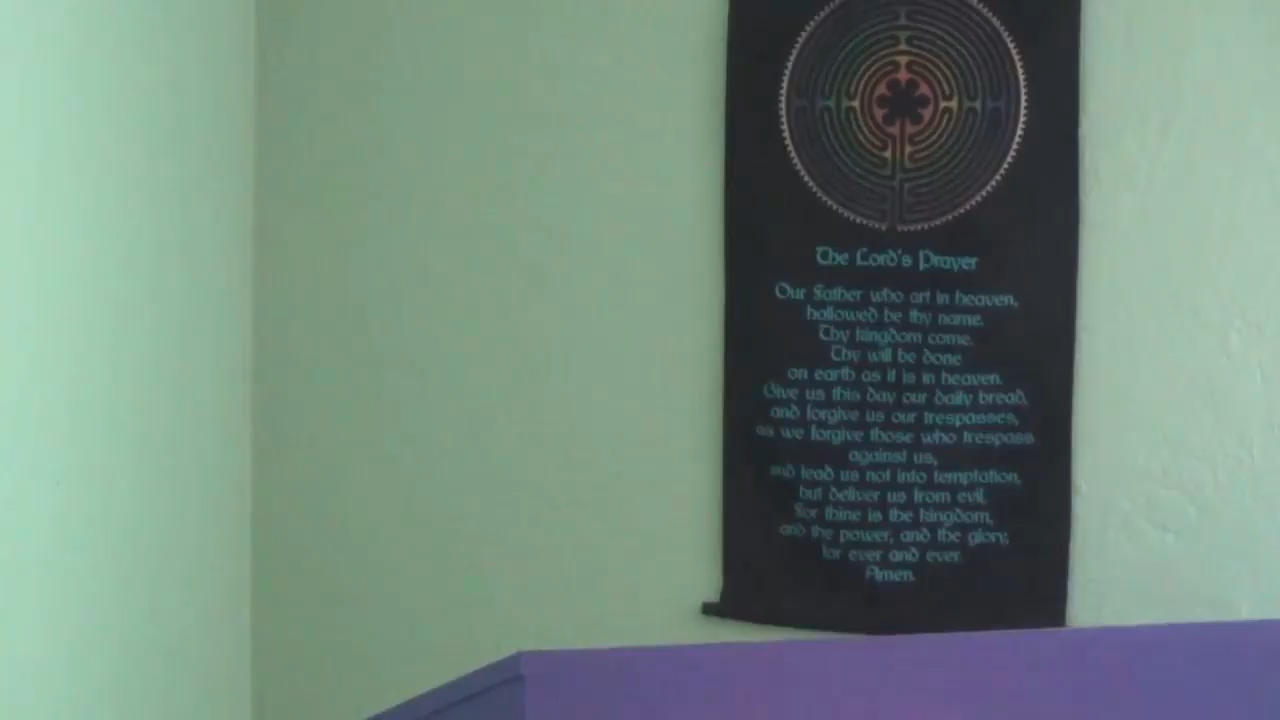 The Lord's Prayer
Our Father who art in heaven,
hallowed be thy name.
Thy kingdom come.
Thy will be done
on earth as it is in heaven.
Give us this day our daily bread,
and forgive us our trespasses,
as we forgive those who trespass
against us,
and lead us not into temptation,
but deliver us from evil.
For thine is the kingdom,
and the power, and the glory,
for ever and ever.
Amen.